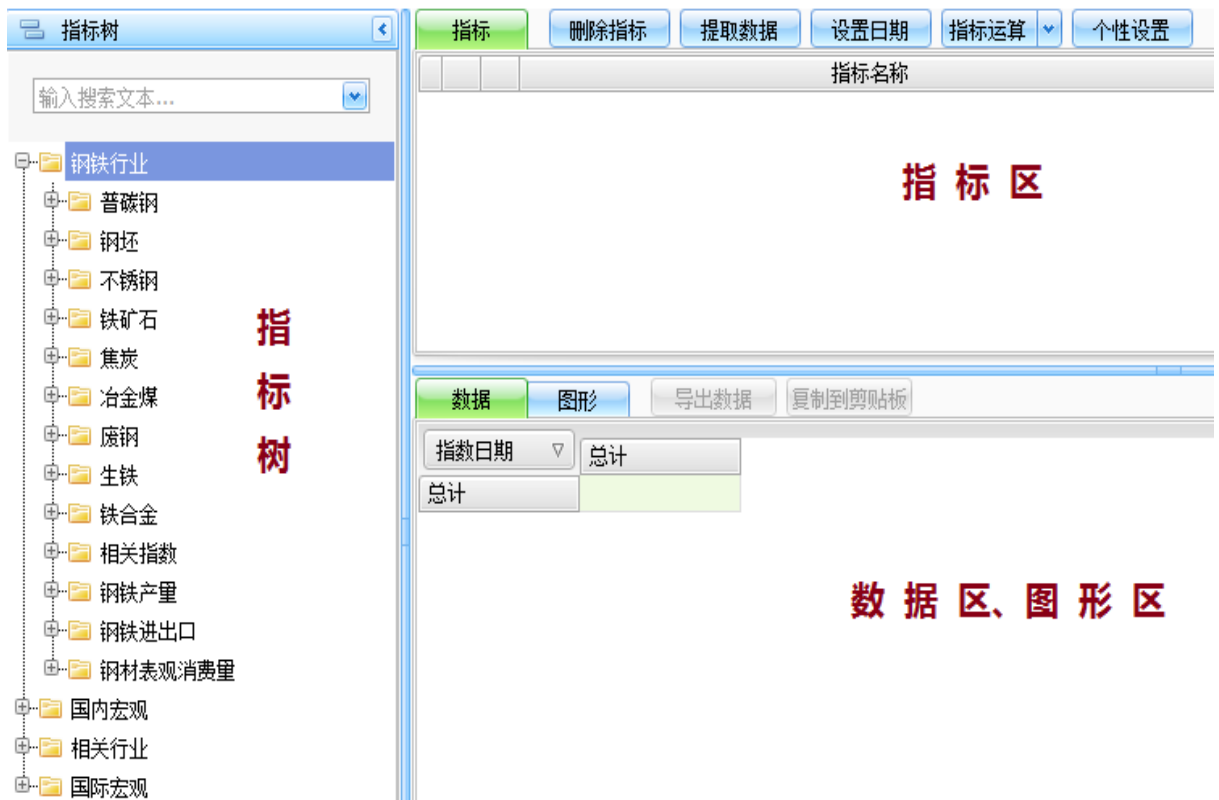 指标树
输入搜索文本...
钢铁行业
普碳钢
钢坯
不锈钢
铁矿石
焦炭
冶金煤
废钢
生铁
铁合金
相关指数
钢铁产量
钢铁进出口
钢材表观消费量
国内宏观
相关行业
国际宏观
指
标
树
指标 删除指标 提取数据 设置日期 指标运算 个性设置
指标名称
指 标 区
数据 图形 导出数据 复制到剪贴板
指数日期 总计
总计
数 据 区、图 形 区